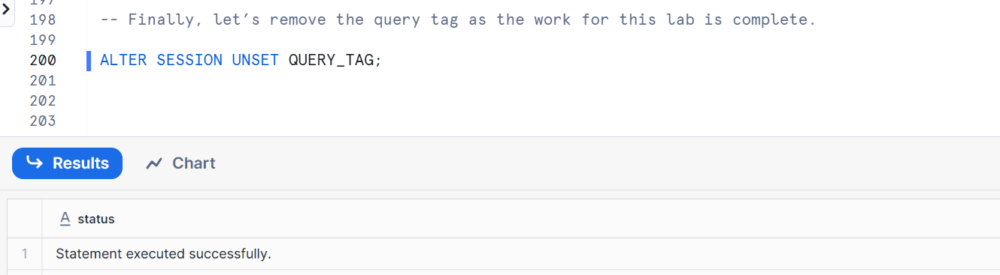 197
198 -- Finally, let's remove the query tag as the work for this lab is complete.
199
200 ALTER SESSION UNSET QUERY_TAG;
201
202
203
Results Chart
A status
1 Statement executed successfully.